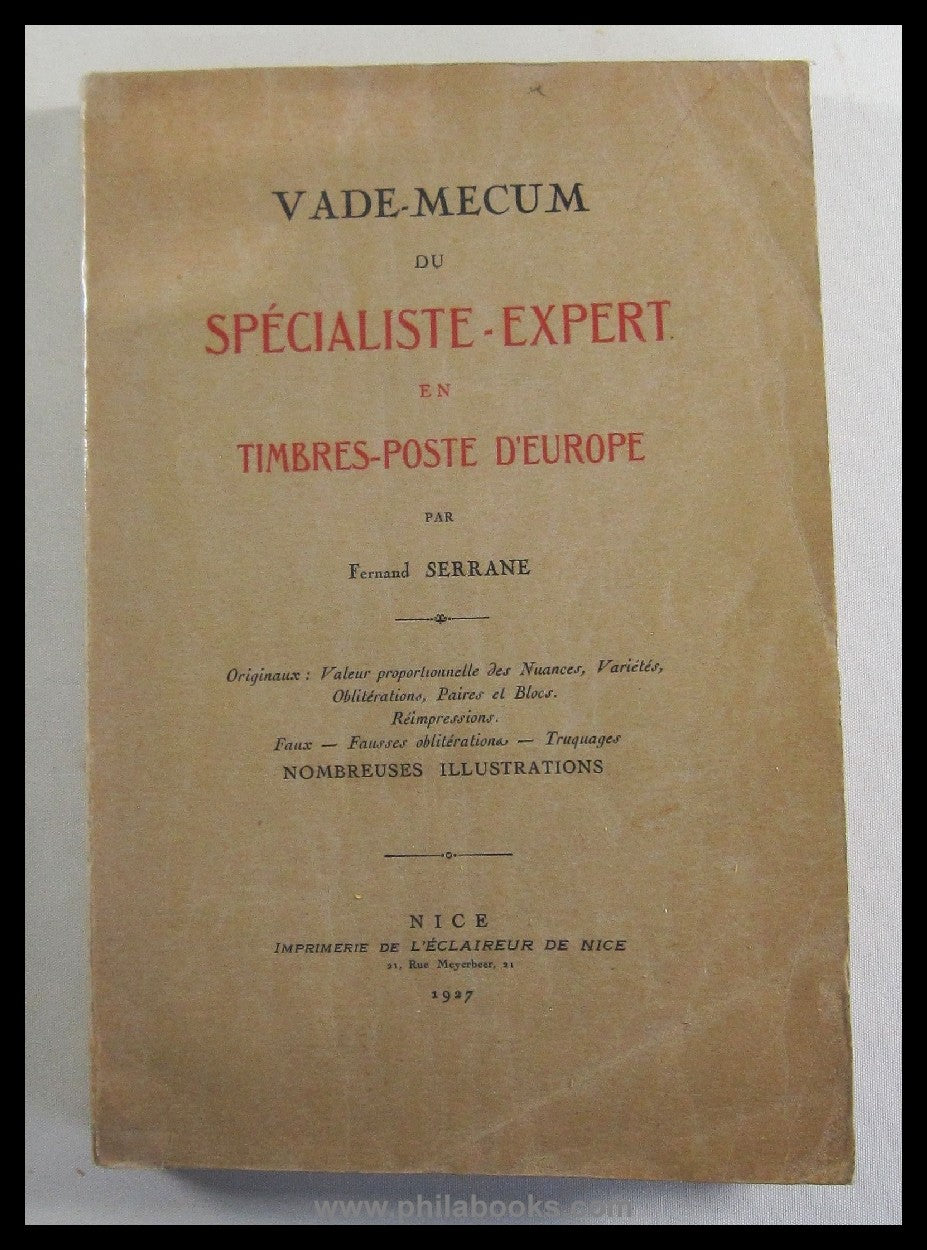 VADE-MECUM
DU
SPÉCIALISTE-EXPERT
EN
TIMBRES-POSTE D'EUROPE
PAR
Fernand SERRANE
Originaux : Valeur proportionnelle des Nuances, Variétés,
Oblitérations, Paires et Blocs.
Réimpressions.
Faux — Fausses oblitérations — Truquages
NOMBREUSES ILLUSTRATIONS
NICE
IMPRIMERIE DE L'ÉCLAIREUR DE NICE
21, Rue Meyerbeer, 21
1927
www.philabooks.com